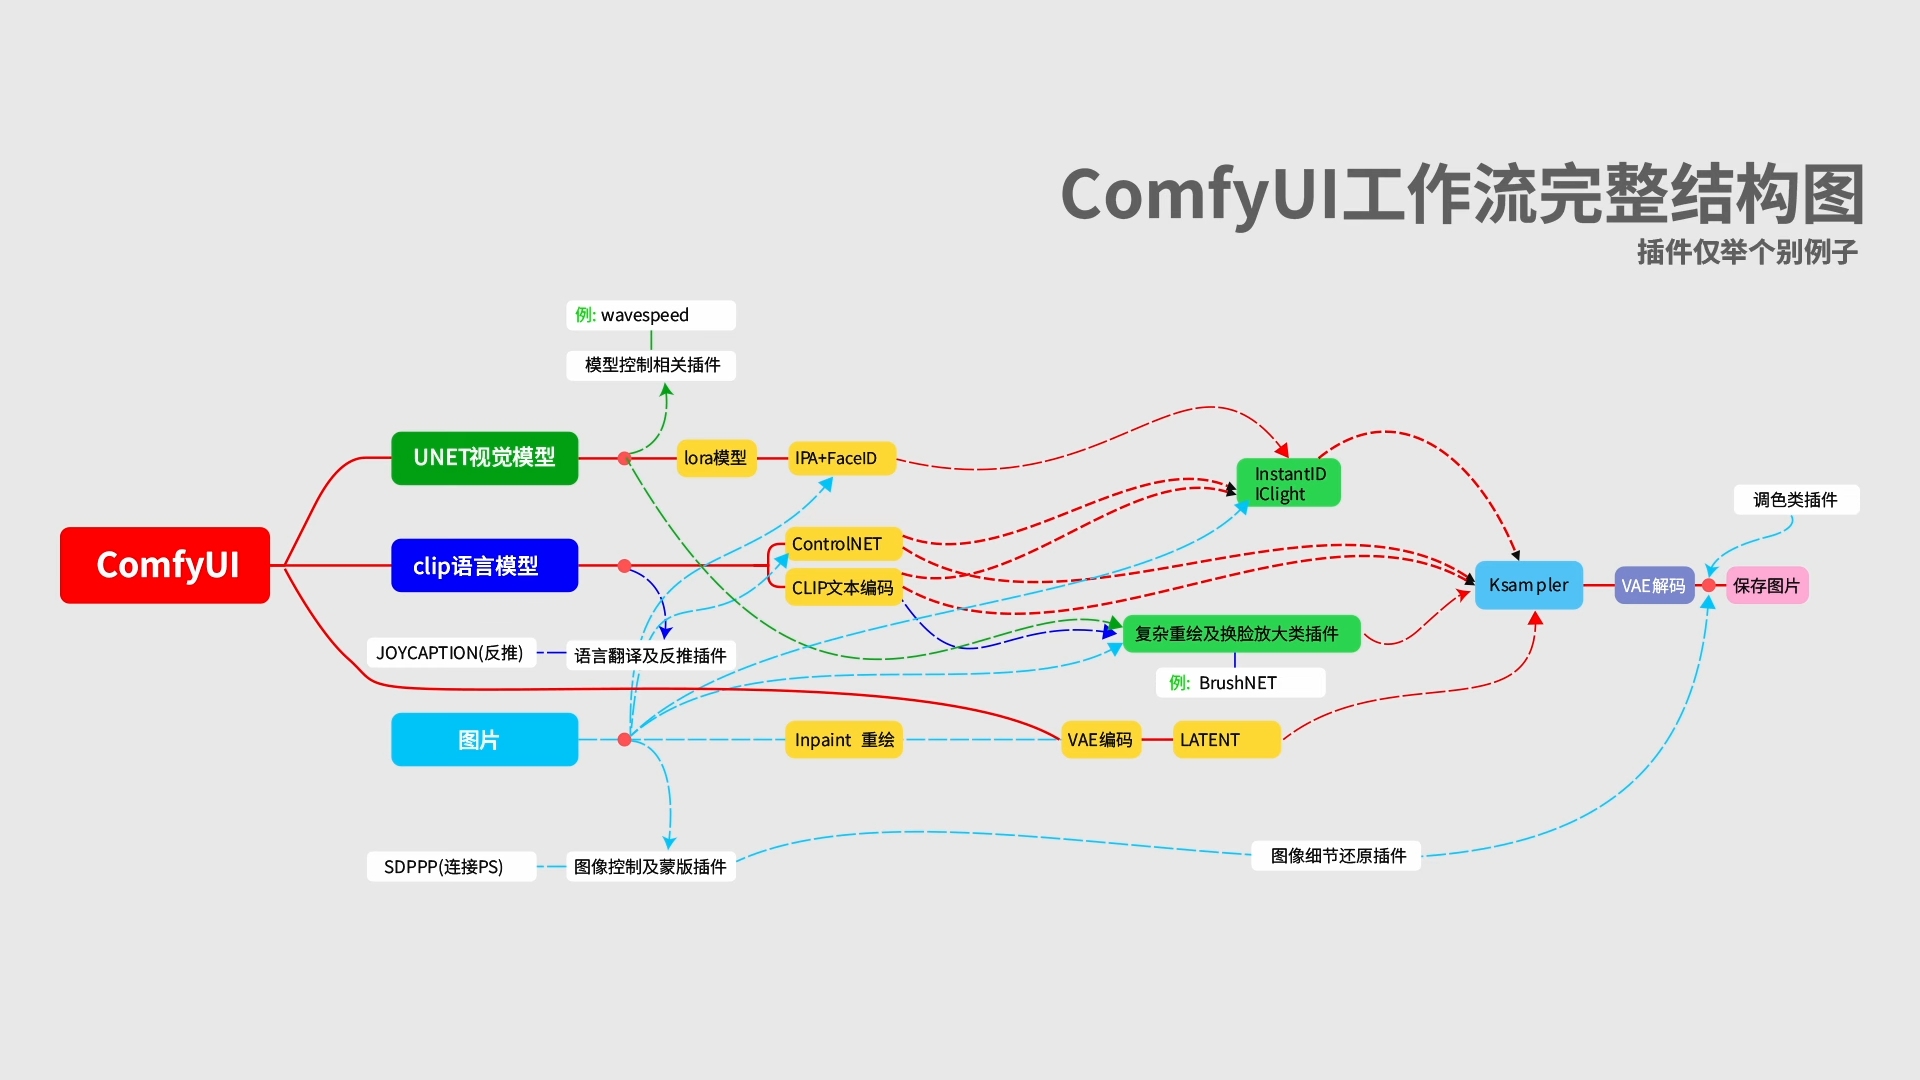 ComfyUI工作流完整结构图
插件仅举个别例子
例: wavespeed
模型控制相关插件
UNET视觉模型
lora模型
IPA+FaceID
InstantID
IClight
调色类插件
ComfyUI
clip语言模型
ControlNET
CLIP文本编码
Ksampler
VAE解码
保存图片
JOYCAPTION(反推)
语言翻译及反推插件
复杂重绘及换脸放大类插件
例: BrushNET
图片
Inpaint 重绘
VAE编码
LATENT
SDPPP(连接PS)
图像控制及蒙版插件
图像细节还原插件